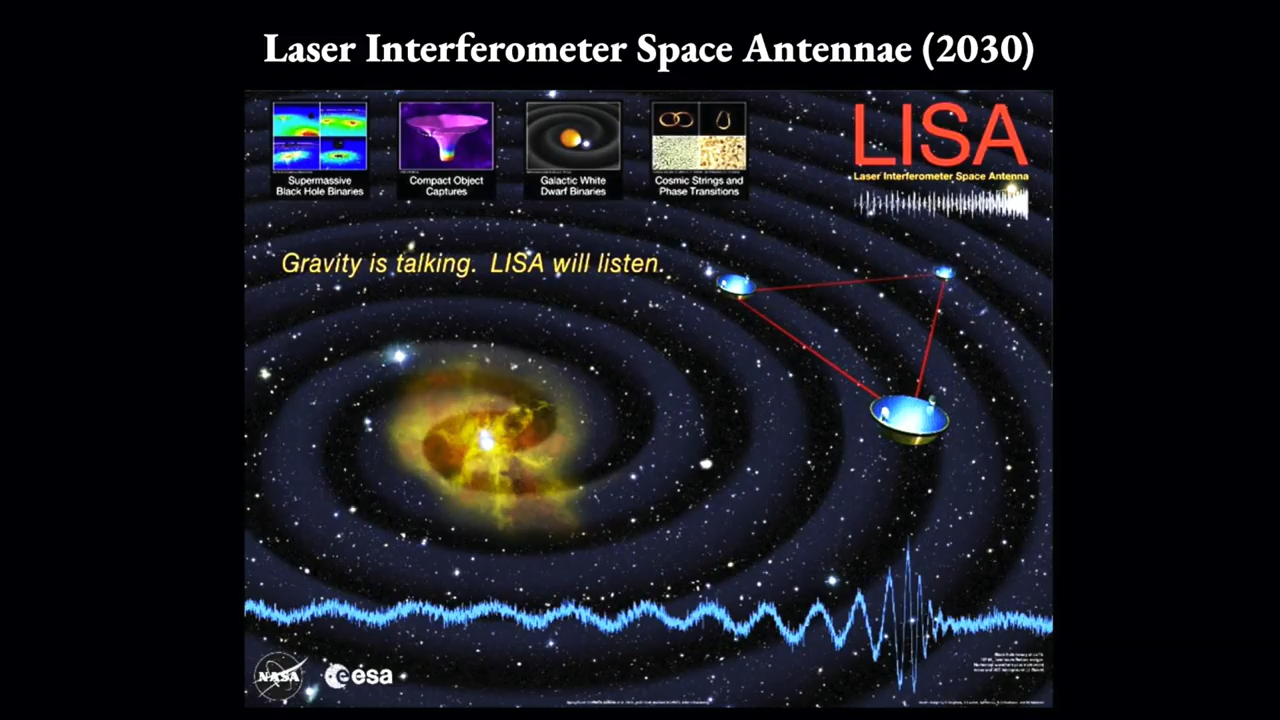 Laser Interferometer Space Antennae (2030)
Supermassive
Black Hole Binaries
Compact Object
Captures
Galactic White
Dwarf Binaries
Cosmic Strings and
Phase Transitions
LISA
Laser Interferometer Space Antenna
Gravity is talking. LISA will listen.
NASA
esa